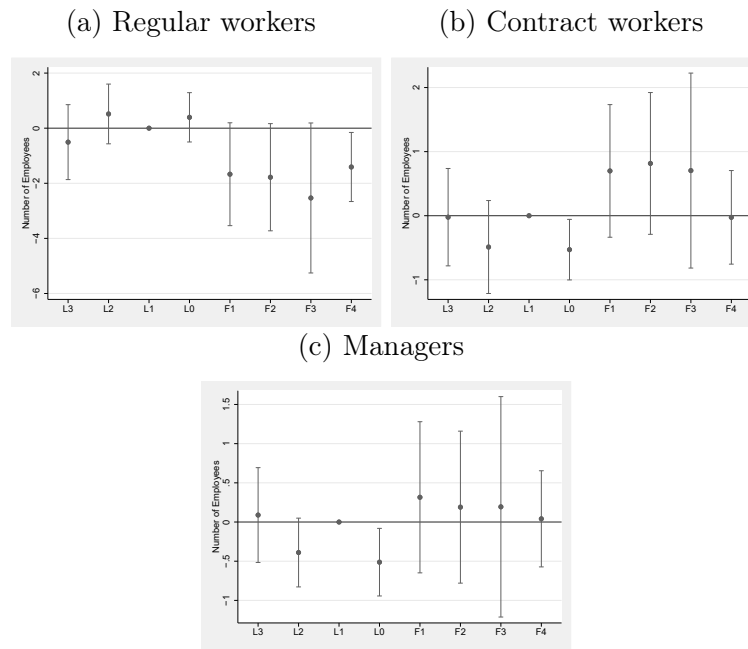 (a) Regular workers
Number of Employees
2
0
−2
−4
−6
L3 L2 L1 L0 F1 F2 F3 F4
(b) Contract workers
Number of Employees
2
1
0
−1
L3 L2 L1 L0 F1 F2 F3 F4
(c) Managers
Number of Employees
1.5
1
.5
0
−.5
−1
L3 L2 L1 L0 F1 F2 F3 F4